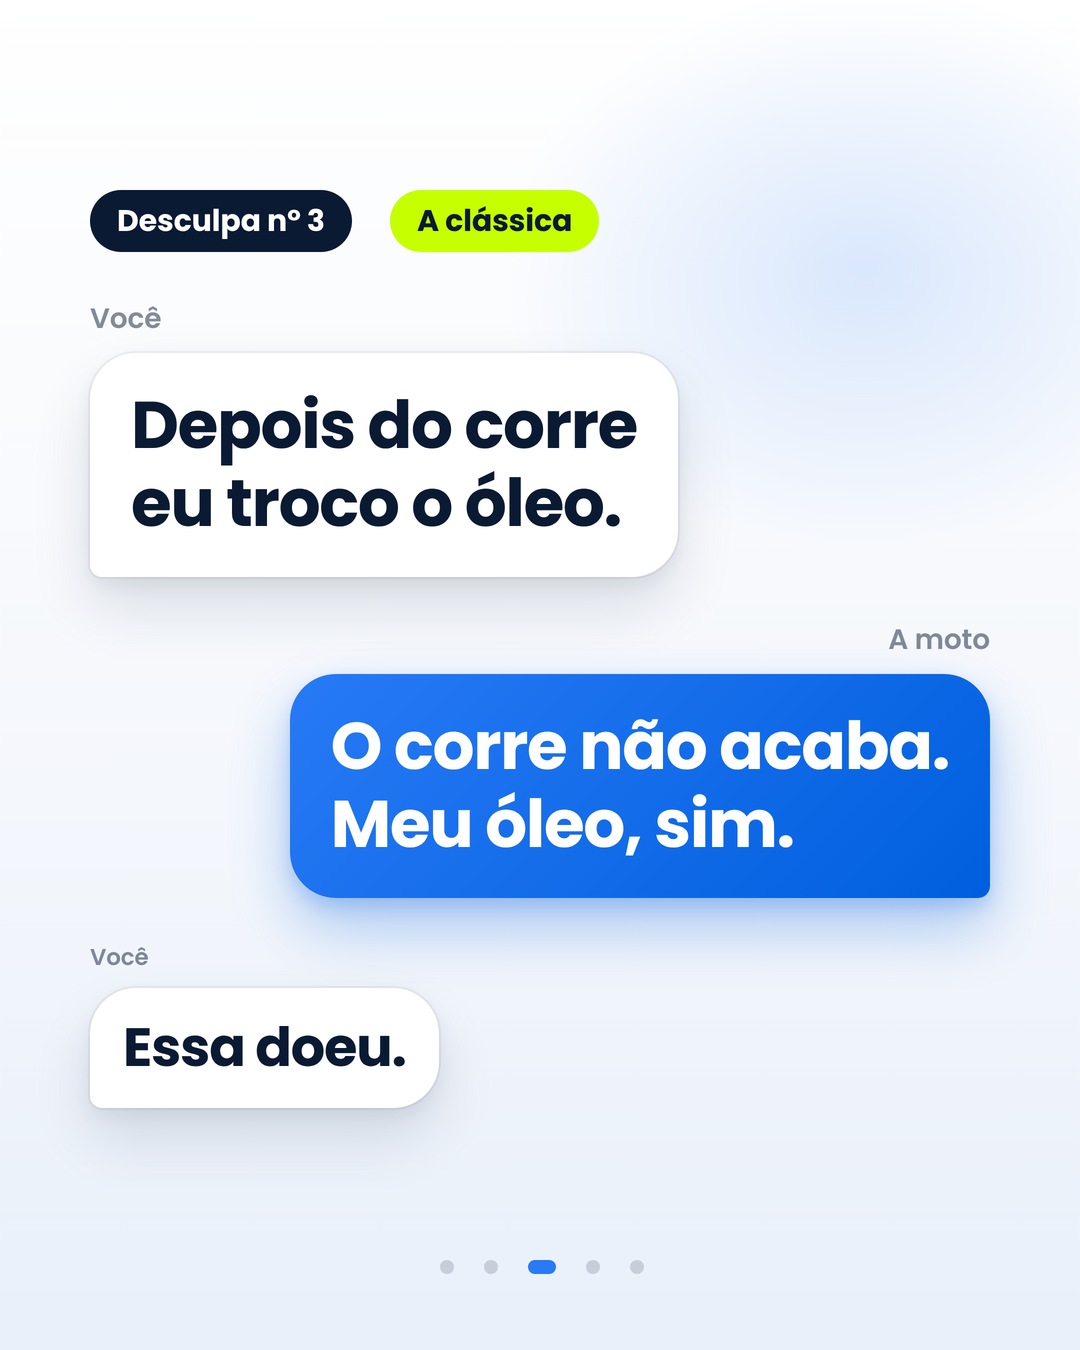 Desculpa nº 3
A clássica
Você
Depois do corre
eu troco o óleo.
A moto
O corre não acaba.
Meu óleo, sim.
Você
Essa doeu.